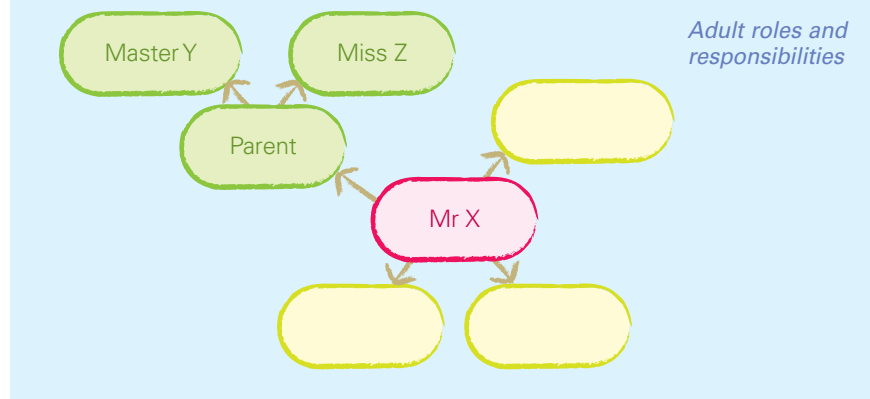 Adult roles and
responsibilities
Master Y
Miss Z
Parent
Mr X